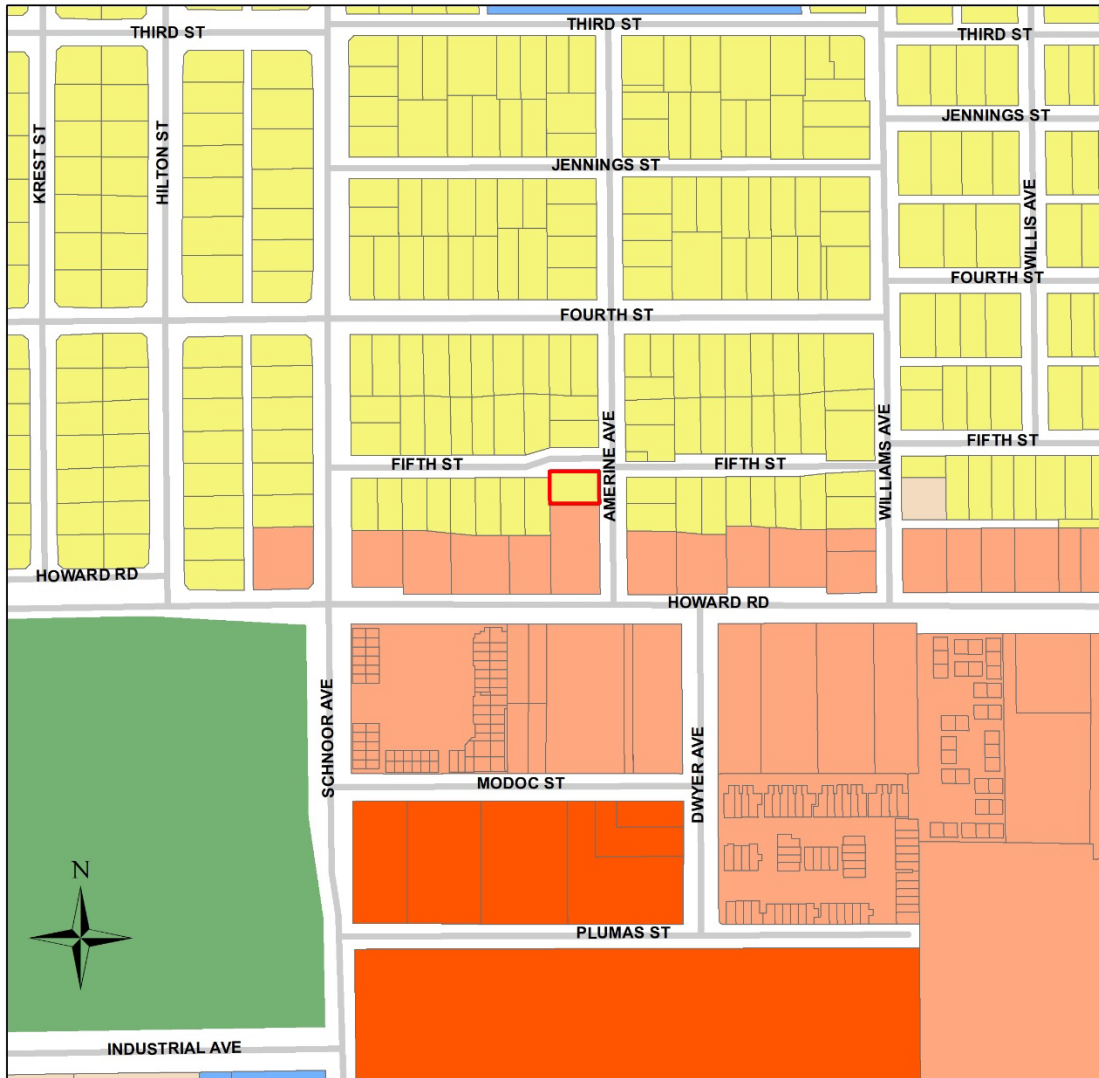 THIRD ST
THIRD ST
THIRD ST
KREST ST
HILTON ST
JENNINGS ST
JENNINGS ST
WILLIS AVE
FOURTH ST
FOURTH ST
AMERINE AVE
WILLIAMS AVE
FIFTH ST
FIFTH ST
FIFTH ST
HOWARD RD
HOWARD RD
SCHNOOR AVE
DWYER AVE
MODOC ST
N
PLUMAS ST
INDUSTRIAL AVE